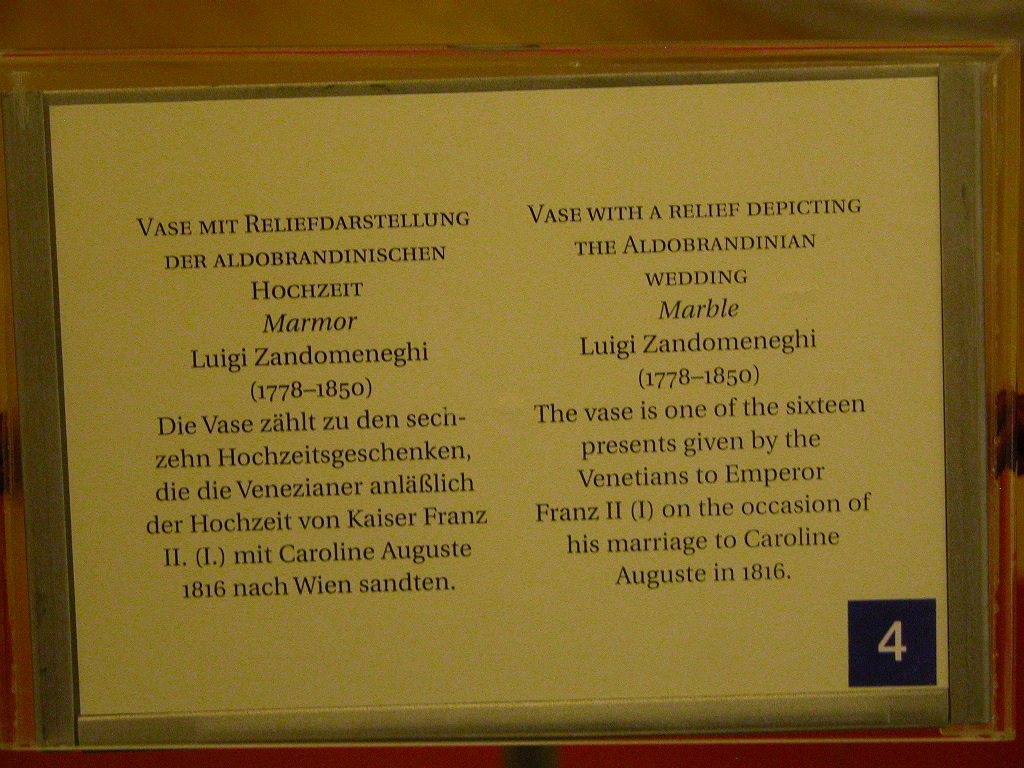 VASE MIT RELIEFDARSTELLUNG
DER ALDOBRANDINISCHEN
HOCHZEIT
Marmor
Luigi Zandomeneghi
(1778–1850)
Die Vase zählt zu den sech-
zehn Hochzeitsgeschenken,
die die Venezianer anläßlich
der Hochzeit von Kaiser Franz
II. (I.) mit Caroline Auguste
1816 nach Wien sandten.
VASE WITH A RELIEF DEPICTING
THE ALDOBRANDINIAN
WEDDING
Marble
Luigi Zandomeneghi
(1778–1850)
The vase is one of the sixteen
presents given by the
Venetians to Emperor
Franz II (I) on the occasion of
his marriage to Caroline
Auguste in 1816.
4